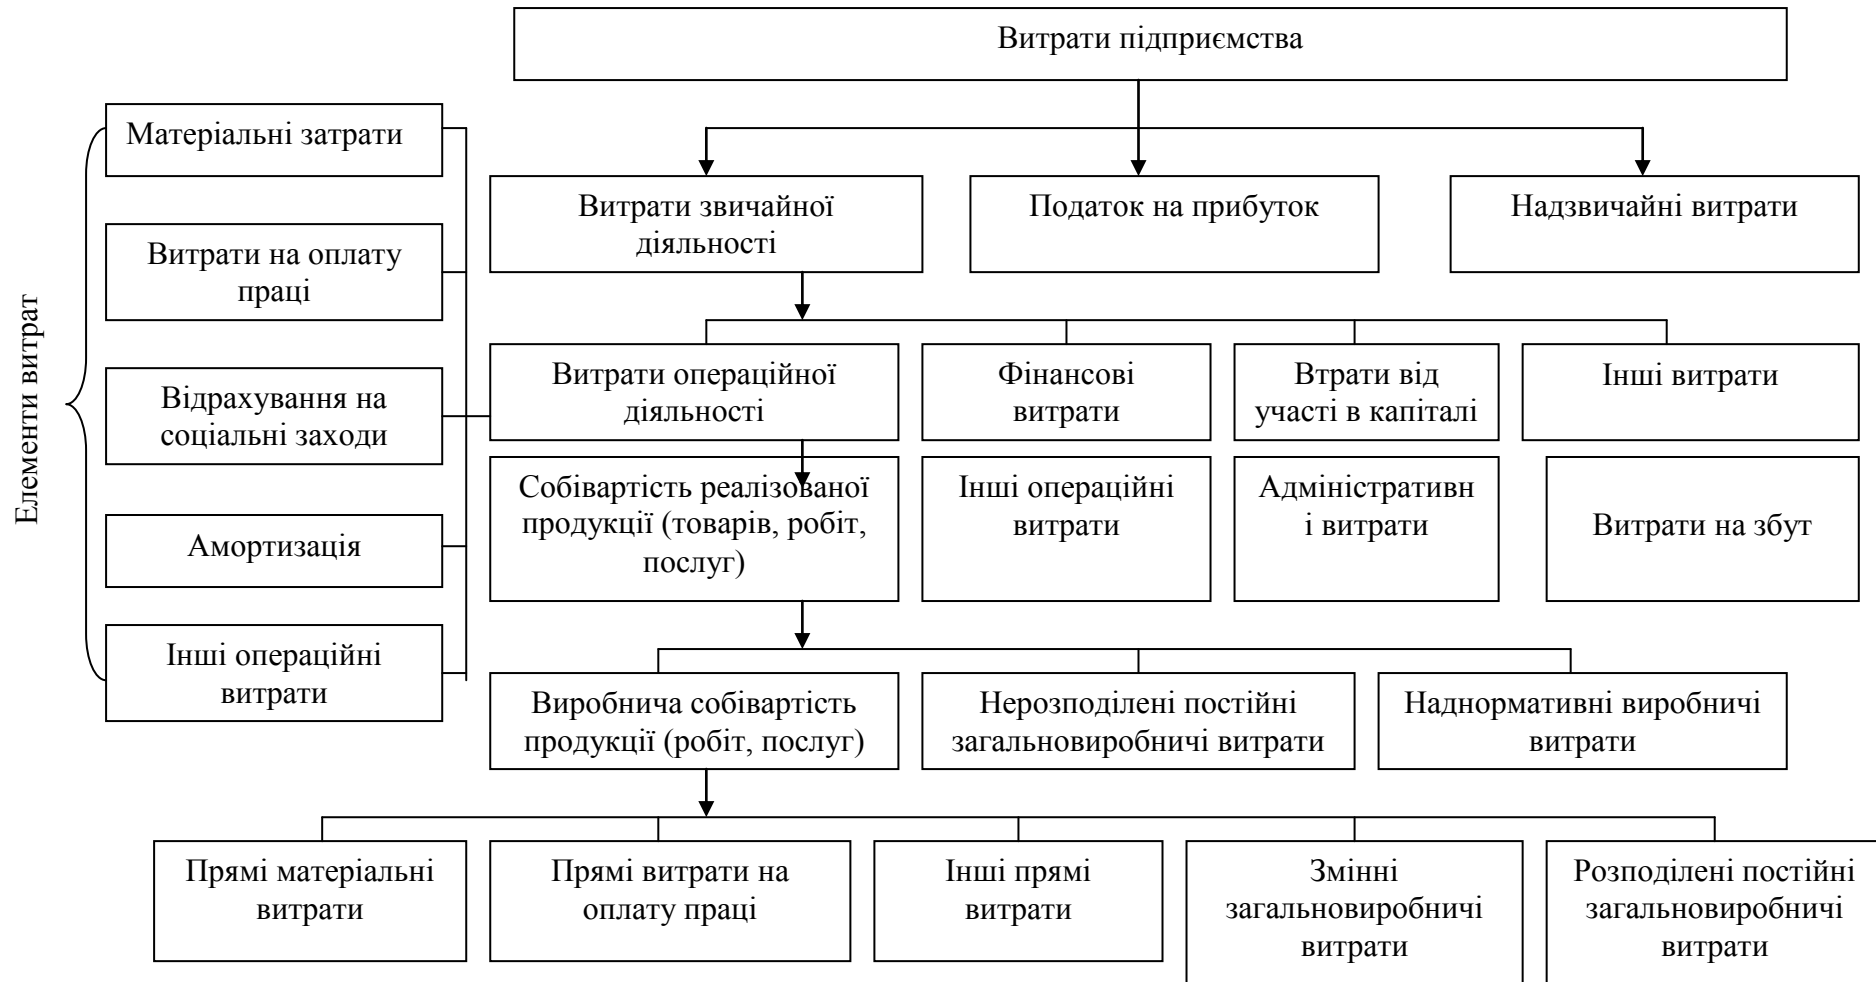 Витрати підприємства
Матеріальні затрати
Витрати на оплату
праці
Відрахування на
соціальні заходи
Амортизація
Інші операційні
витрати
Елементи витрат
Витрати звичайної
діяльності
Податок на прибуток
Надзвичайні витрати
Витрати операційної
діяльності
Фінансові
витрати
Втрати від
участі в капіталі
Інші витрати
Собівартість реалізованої
продукції (товарів, робіт,
послуг)
Інші операційні
витрати
Адміністративн
і витрати
Витрати на збут
Виробнича собівартість
продукції (робіт, послуг)
Нерозподілені постійні
загальновиробничі витрати
Наднормативні виробничі
витрати
Прямі матеріальні
витрати
Прямі витрати на
оплату праці
Інші прямі
витрати
Змінні
загальновиробничі
витрати
Розподілені постійні
загальновиробничі
витрати